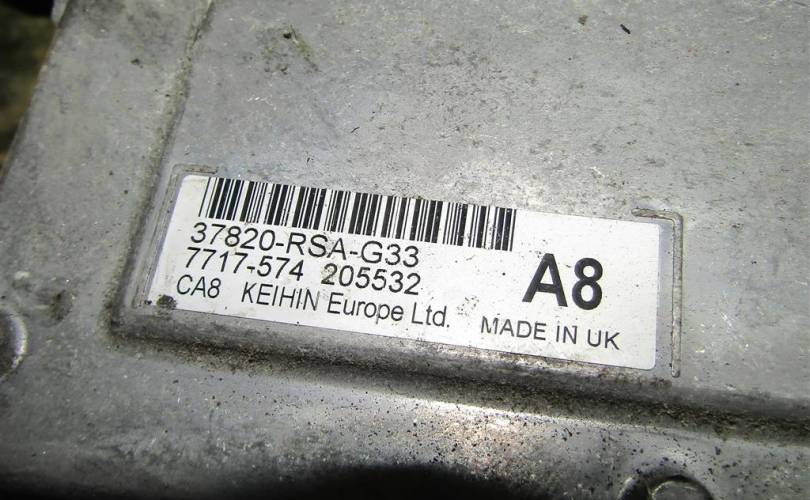 37820-RSA-G33
7717-574 205532
A8
CA8 KEIHIN Europe Ltd.
MADE IN UK